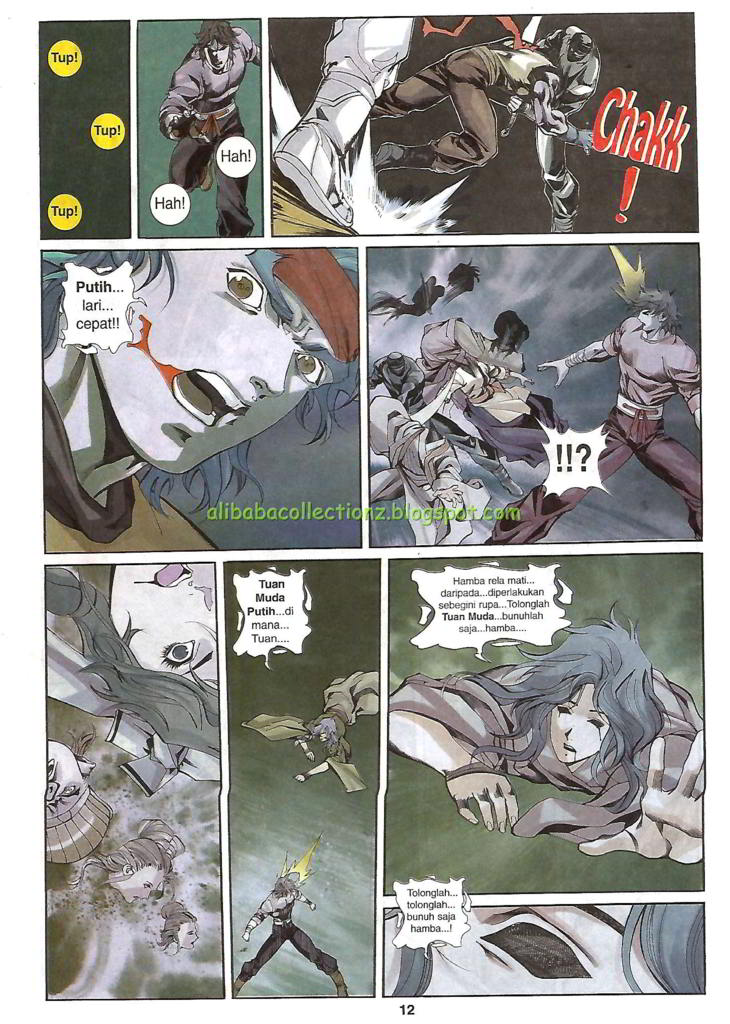 Tup!
Tup!
Tup!
Hah!
Hah!
Chakk
!
Putih...
lari...
cepat!!
!!?
alibabacollectionz.blogspot.com
Tuan
Muda
Putih...di
mana...
Tuan....
Hamba rela mati...
daripada...diperlakukan
sebegini rupa...Tolonglah
Tuan Muda...bunuhlah
saja...hamba....
Tolonglah...
tolonglah...
bunuh saja
hamba...!
12